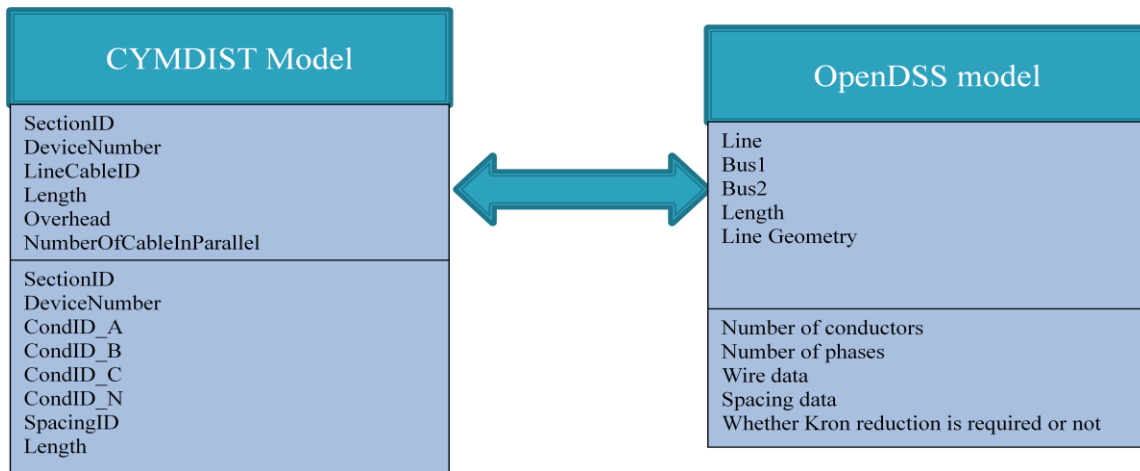 CYMDIST Model
SectionID
DeviceNumber
LineCableID
Length
Overhead
NumberOfCableInParallel
SectionID
DeviceNumber
CondID_A
CondID_B
CondID_C
CondID_N
SpacingID
Length
OpenDSS model
Line
Bus1
Bus2
Length
Line Geometry
Number of conductors
Number of phases
Wire data
Spacing data
Whether Kron reduction is required or not